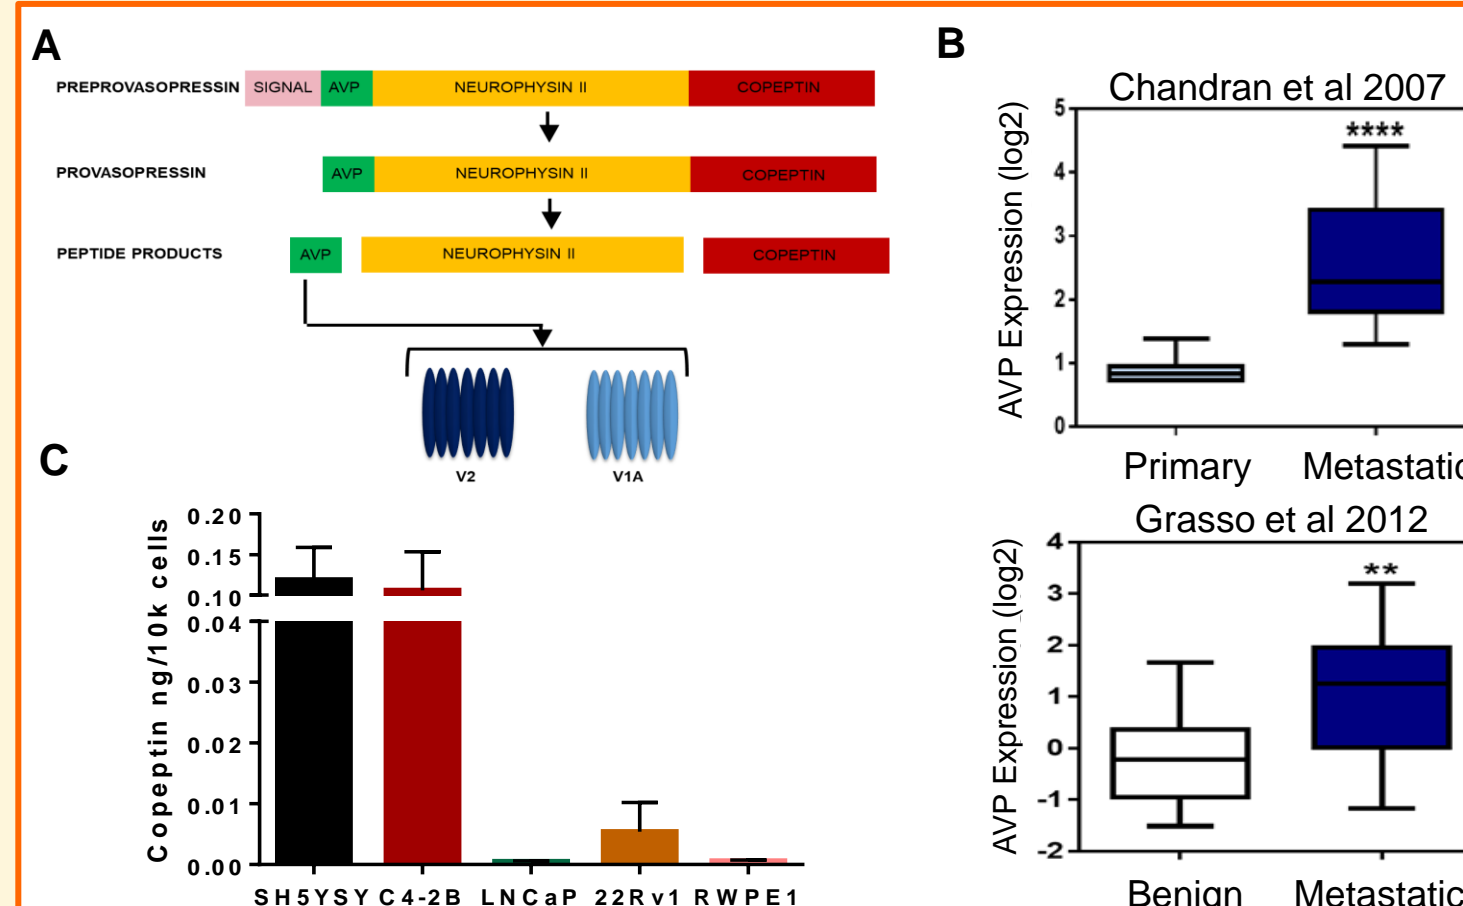 A
PREPROVASOPRESSIN SIGNAL AVP NEUROPHYSIN II COPEPTIN
PROVASOPRESSIN AVP NEUROPHYSIN II COPEPTIN
PEPTIDE PRODUCTS AVP NEUROPHYSIN II COPEPTIN
V2 V1A
B
Chandran et al 2007
AVP Expression (log2)
5
4
3
2
1
0
****
Primary Metastatic
Grasso et al 2012
AVP Expression (log2)
4
3
2
1
0
-1
-2
**
Benign Metastatic
C
Copeptin ng/10k cells
0.20
0.15
0.10
0.04
0.03
0.02
0.01
0.00
SH5YSY C4-2B LNCaP 22Rv1 RWPE1